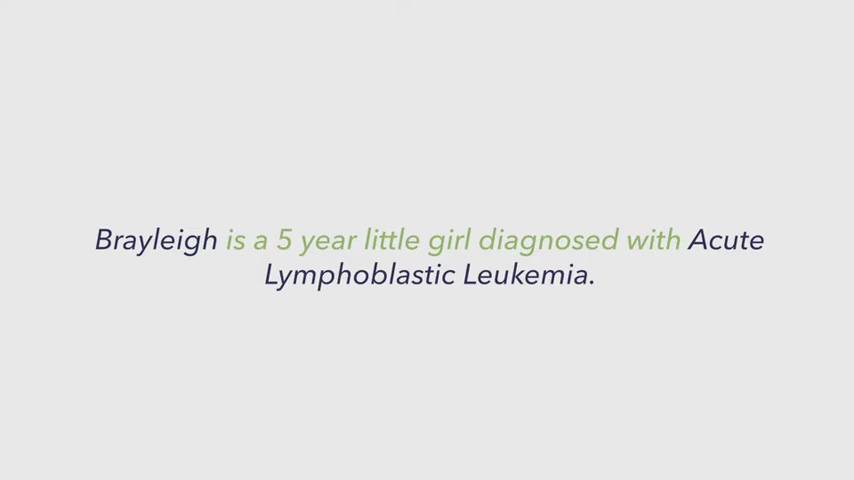 Brayleigh is a 5 year little girl diagnosed with Acute
Lymphoblastic Leukemia.